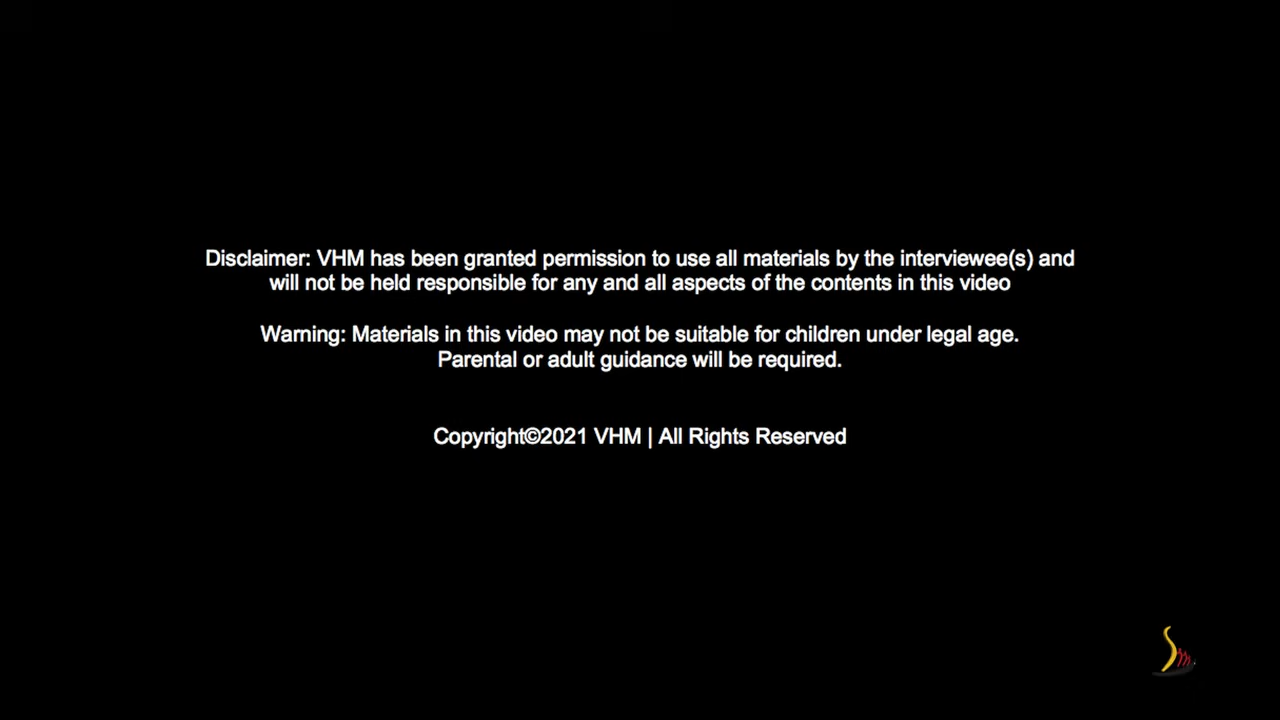 Disclaimer: VHM has been granted permission to use all materials by the interviewee(s) and
will not be held responsible for any and all aspects of the contents in this video
Warning: Materials in this video may not be suitable for children under legal age.
Parental or adult guidance will be required.
Copyright©2021 VHM | All Rights Reserved